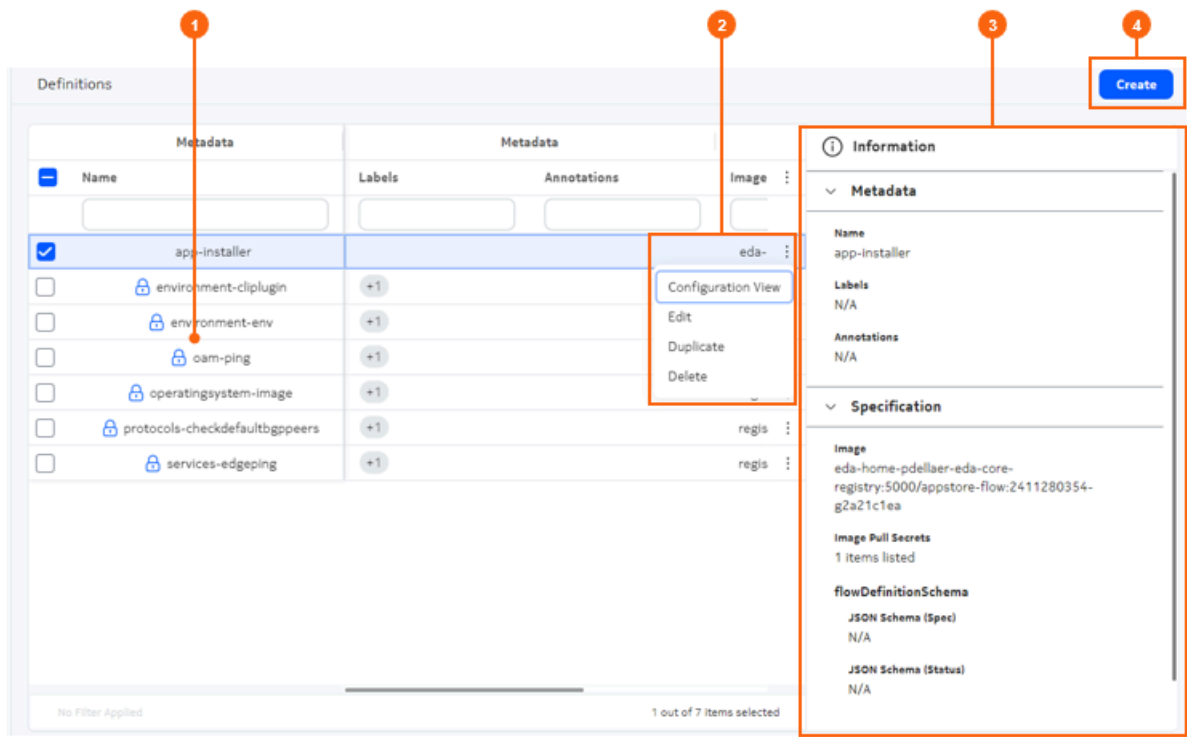 1
2
3
4
Definitions
Create
Metadata
Metadata
Name
Labels
Annotations
Image
app-installer
eda-
environment-cliplugin
+1
environment-env
+1
oam-ping
+1
operatingsystem-image
+1
protocols-checkdefaultbgppeers
+1
regis
services-edgeping
+1
regis
Configuration View
Edit
Duplicate
Delete
No Filter Applied
1 out of 7 items selected
Information
Metadata
Name
app-installer
Labels
N/A
Annotations
N/A
Specification
Image
eda-home-pdellaer-eda-core-
registry:5000/appstore-flow:2411280354-
g2a21c1ea
Image Pull Secrets
1 items listed
flowDefinitionSchema
JSON Schema (Spec)
N/A
JSON Schema (Status)
N/A